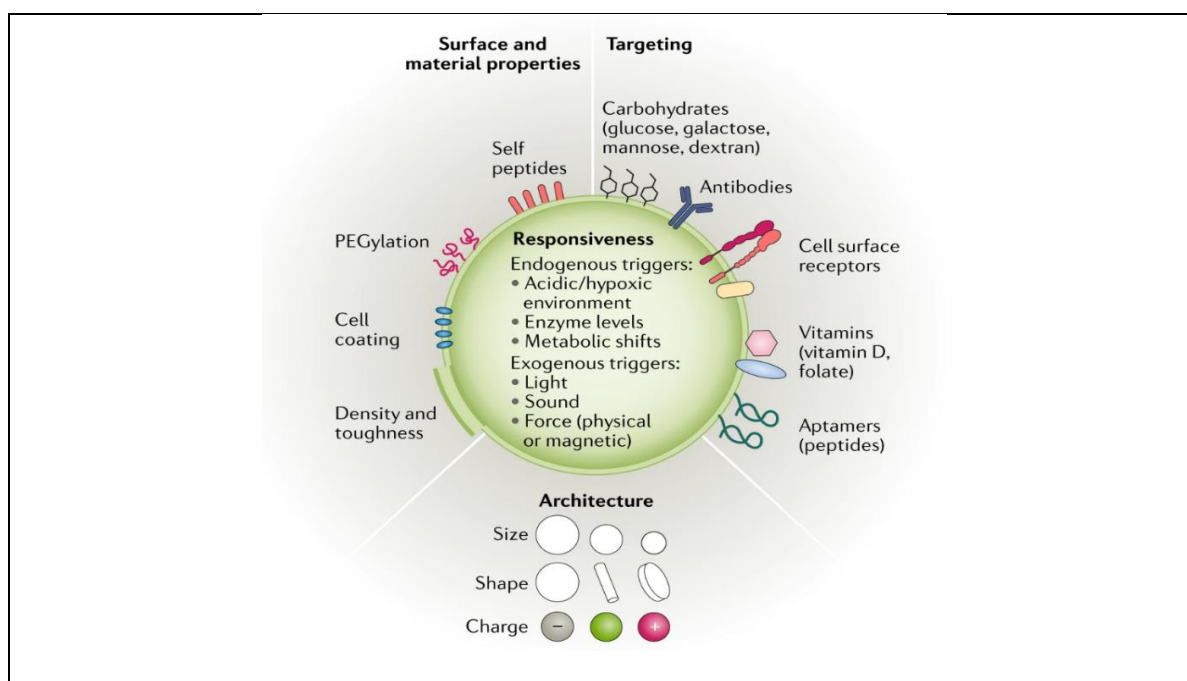 Surface and
material properties
Targeting
Carbohydrates
(glucose, galactose,
mannose, dextran)
Self
peptides
Antibodies
PEGylation
Responsiveness
Endogenous triggers:
• Acidic/hypoxic
environment
• Enzyme levels
• Metabolic shifts
Exogenous triggers:
• Light
• Sound
• Force (physical
or magnetic)
Cell surface
receptors
Cell
coating
Vitamins
(vitamin D,
folate)
Density and
toughness
Aptamers
(peptides)
Architecture
Size
Shape
Charge
− +